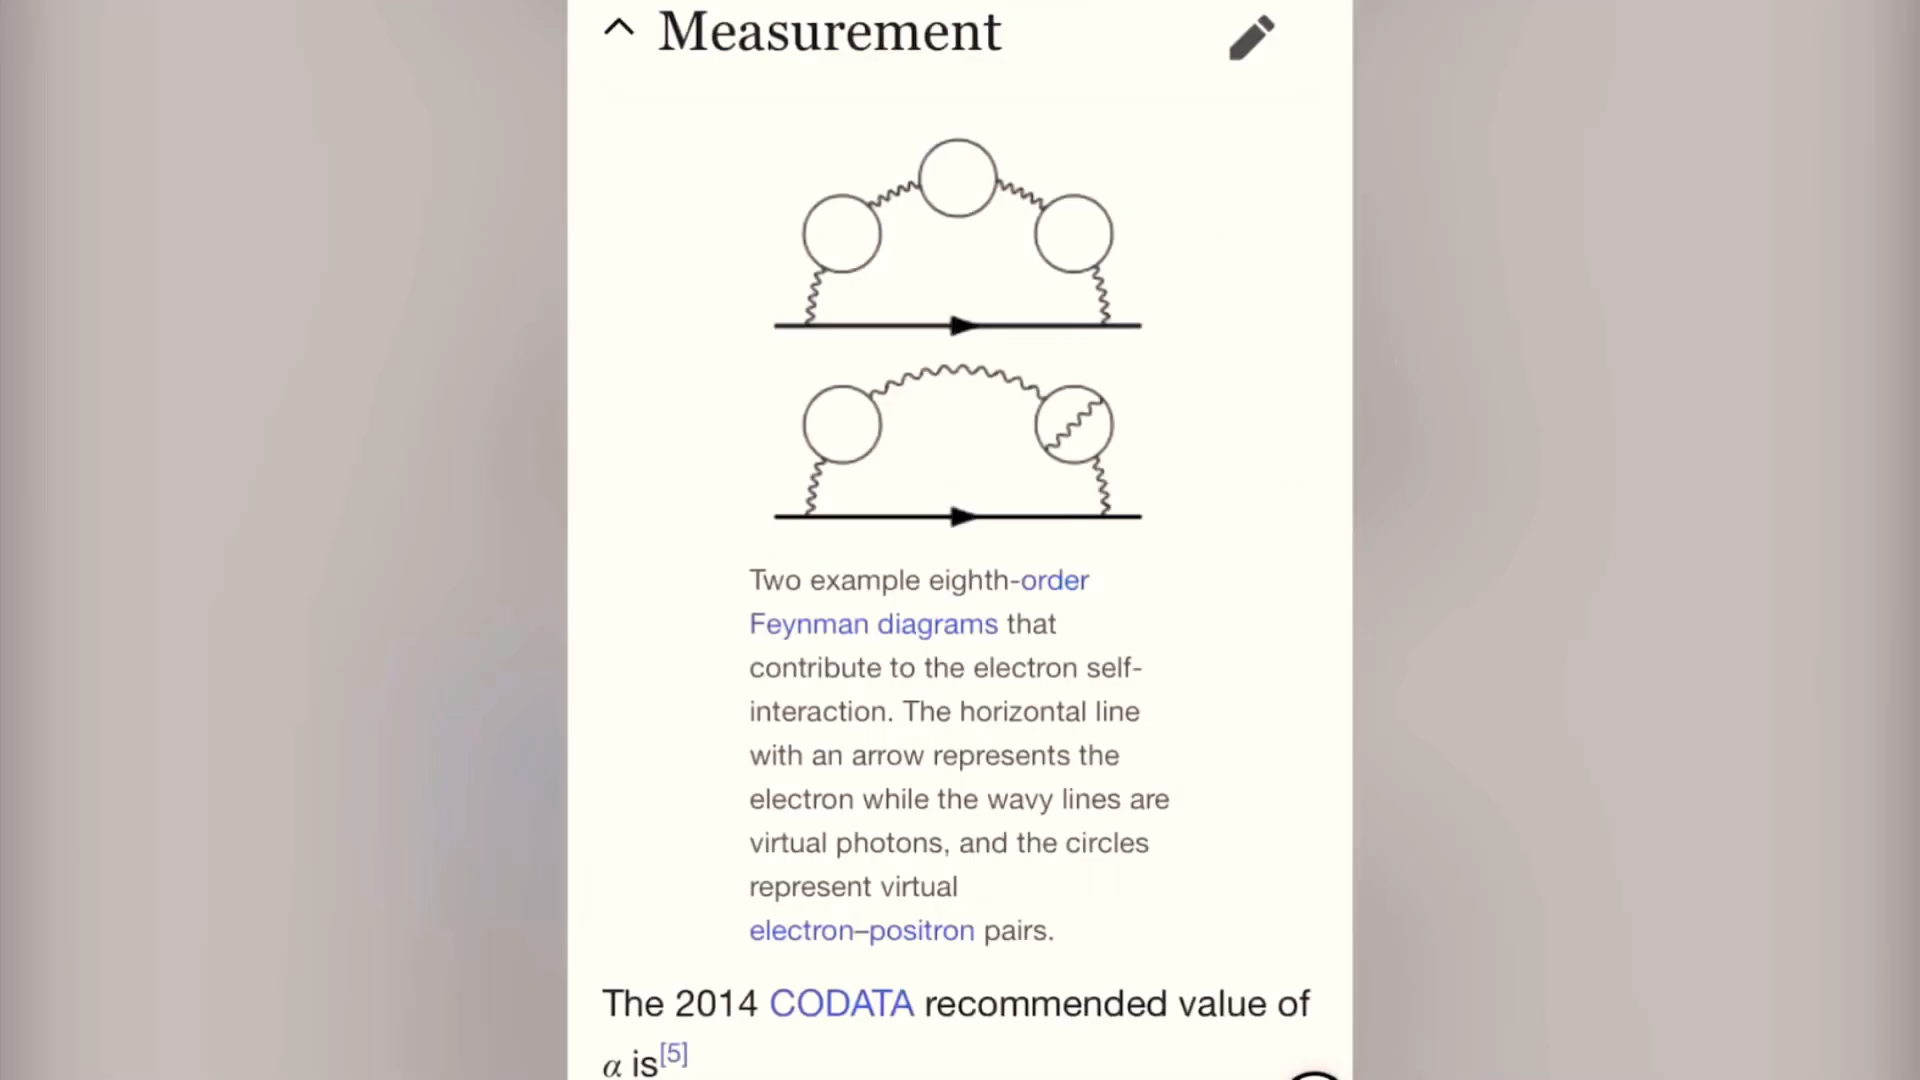 Measurement
Two example eighth-order
Feynman diagrams that
contribute to the electron self-
interaction. The horizontal line
with an arrow represents the
electron while the wavy lines are
virtual photons, and the circles
represent virtual
electron–positron pairs.
The 2014 CODATA recommended value of
α is[5]